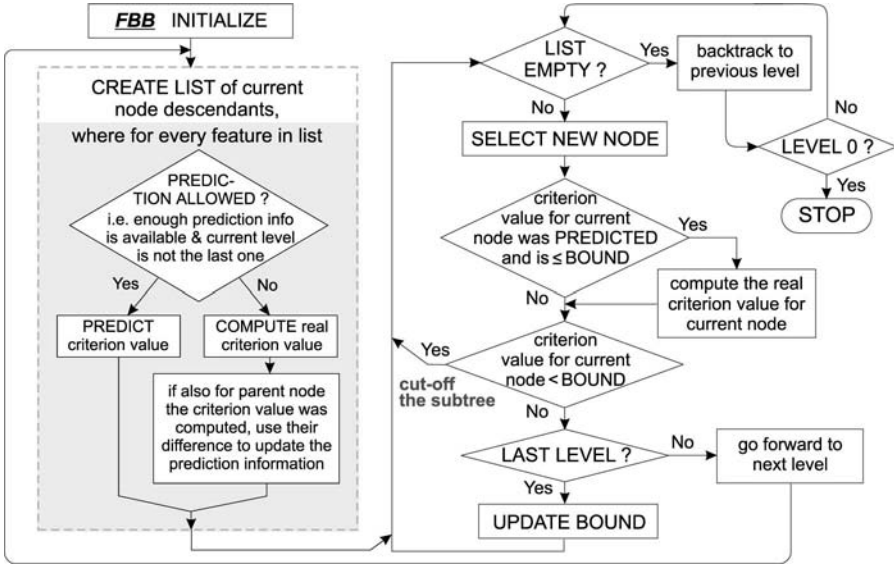 FBB INITIALIZE
CREATE LIST of current
node descendants,
where for every feature in list
PREDIC-
TION ALLOWED ?
i.e. enough prediction info
is available & current level
is not the last one
Yes
No
PREDICT
criterion value
COMPUTE real
criterion value
if also for parent node
the criterion value was
computed, use their
difference to update the
prediction information
LIST
EMPTY ?
Yes
backtrack to
previous level
No
No
LEVEL 0 ?
Yes
STOP
SELECT NEW NODE
criterion
value for current
node was PREDICTED
and is ≤ BOUND
Yes
compute the real
criterion value for
current node
No
criterion
value for current
node < BOUND
Yes
cut-off
the subtree
No
LAST LEVEL ?
No
go forward to
next level
Yes
UPDATE BOUND